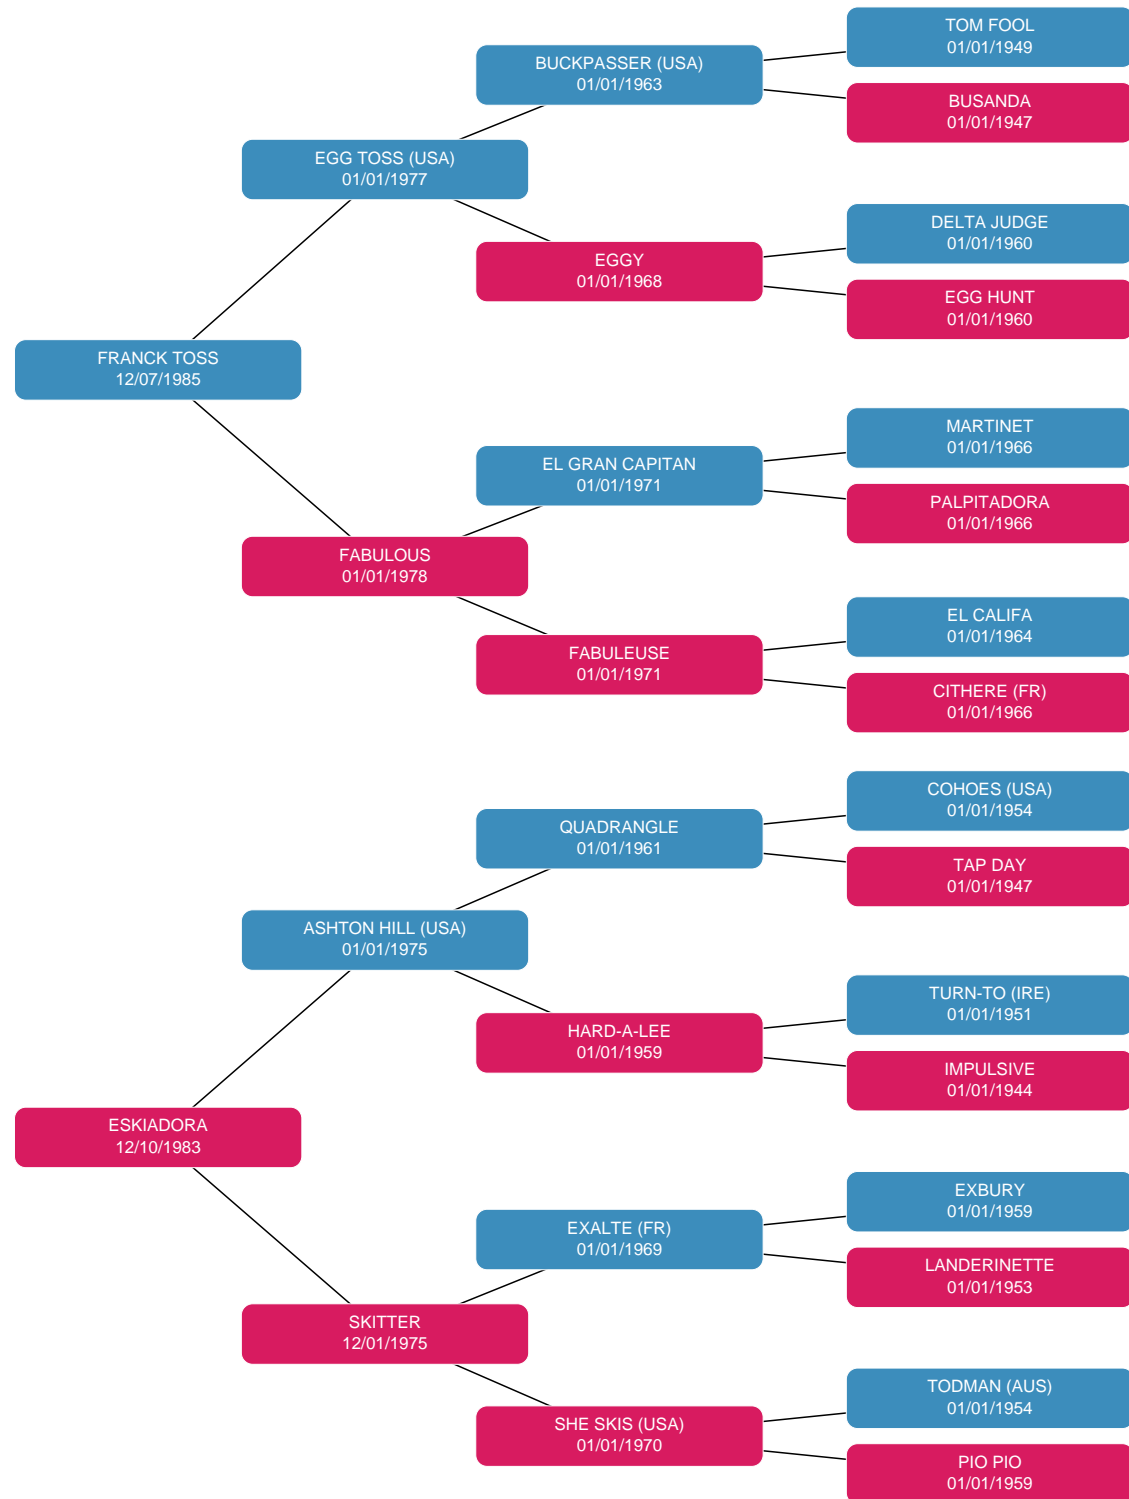 TOM FOOL
01/01/1949
BUCKPASSER (USA)
01/01/1963
BUSANDA
01/01/1947
EGG TOSS (USA)
01/01/1977
DELTA JUDGE
01/01/1960
EGGY
01/01/1968
EGG HUNT
01/01/1960
FRANCK TOSS
12/07/1985
MARTINET
01/01/1966
EL GRAN CAPITAN
01/01/1971
PALPITADORA
01/01/1966
FABULOUS
01/01/1978
EL CALIFA
01/01/1964
FABULEUSE
01/01/1971
CITHERE (FR)
01/01/1966
COHOES (USA)
01/01/1954
QUADRANGLE
01/01/1961
TAP DAY
01/01/1947
ASHTON HILL (USA)
01/01/1975
TURN-TO (IRE)
01/01/1951
HARD-A-LEE
01/01/1959
IMPULSIVE
01/01/1944
ESKIADORA
12/10/1983
EXBURY
01/01/1959
EXALTE (FR)
01/01/1969
LANDERINETTE
01/01/1953
SKITTER
12/01/1975
TODMAN (AUS)
01/01/1954
SHE SKIS (USA)
01/01/1970
PIO PIO
01/01/1959